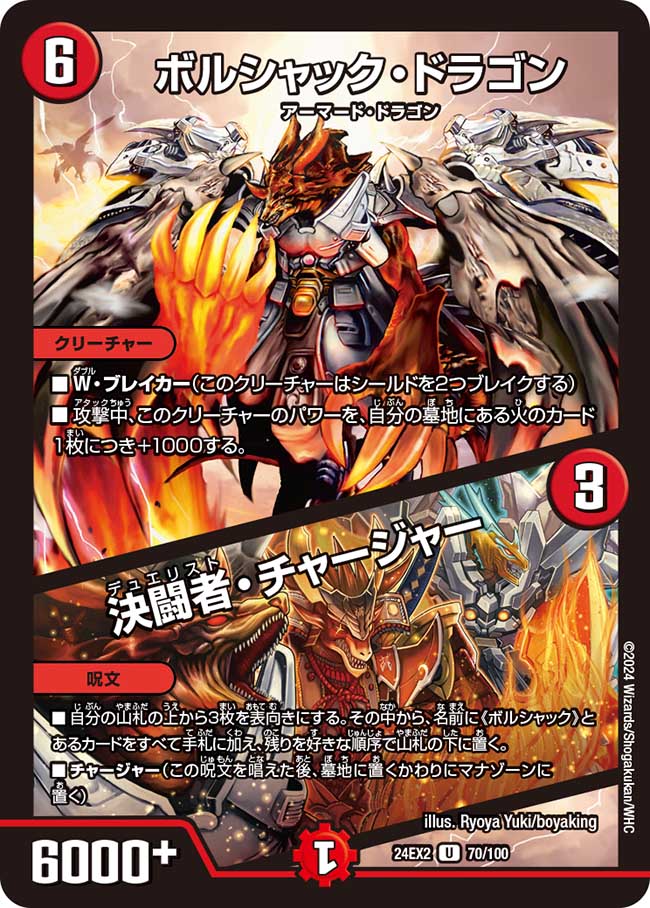 6
ボルシャック・ドラゴン
アーマード・ドラゴン
クリーチャー
■W・ブレイカー(このクリーチャーはシールドを2つブレイクする)
■攻撃中、このクリーチャーのパワーを、自分の墓地にある火のカード
1枚につき+1000する。
3
決闘者・チャージャー
デュエリスト
呪文
■自分の山札の上から3枚を表向きにする。その中から、名前に《ボルシャック》と
あるカードをすべて手札に加え、残りを好きな順序で山札の下に置く。
■チャージャー(この呪文を唱えた後、墓地に置くかわりにマナゾーンに
置く)
©2024 Wizards/Shogakukan/WHC
illus. Ryoya Yuki/boyaking
6000+
1
24EX2 U 70/100